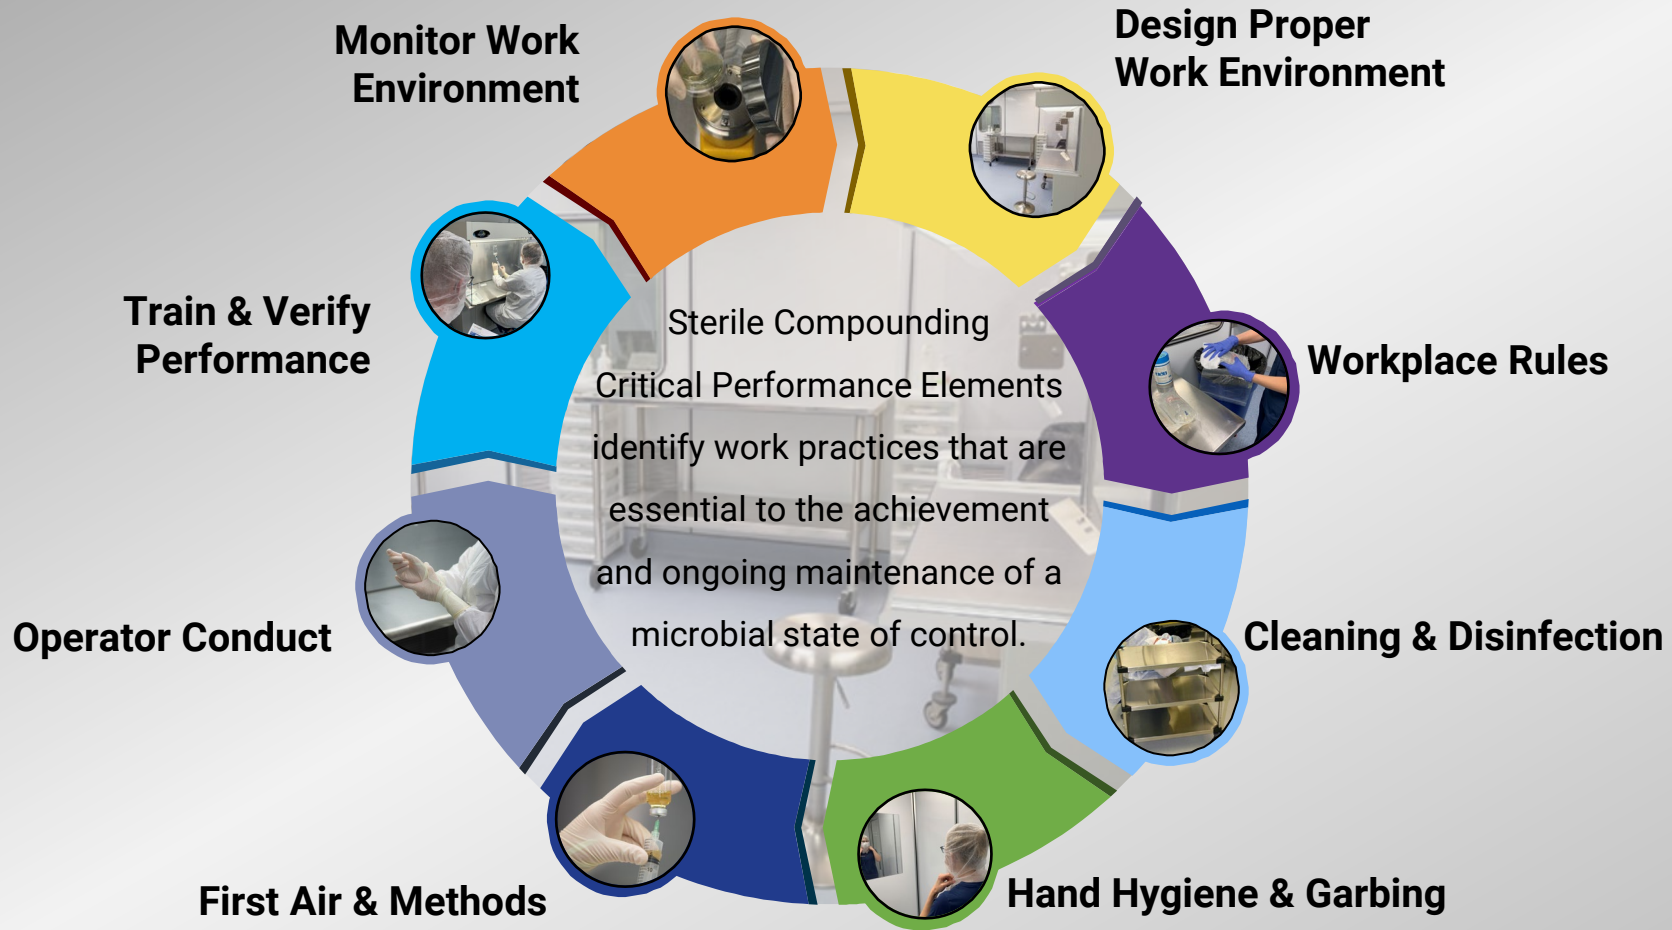 Monitor Work
Environment
Design Proper
Work Environment
Train & Verify
Performance
Workplace Rules
Sterile Compounding
Critical Performance Elements
identify work practices that are
essential to the achievement
and ongoing maintenance of a
microbial state of control.
Operator Conduct
Cleaning & Disinfection
First Air & Methods
Hand Hygiene & Garbing